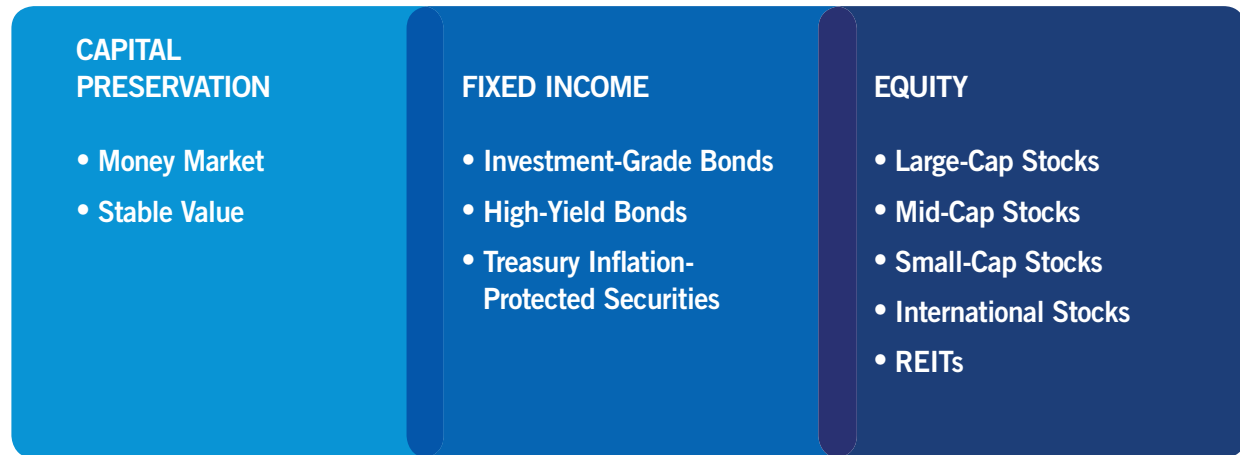 CAPITAL
PRESERVATION
• Money Market
• Stable Value
FIXED INCOME
• Investment-Grade Bonds
• High-Yield Bonds
• Treasury Inflation-
Protected Securities
EQUITY
• Large-Cap Stocks
• Mid-Cap Stocks
• Small-Cap Stocks
• International Stocks
• REITs